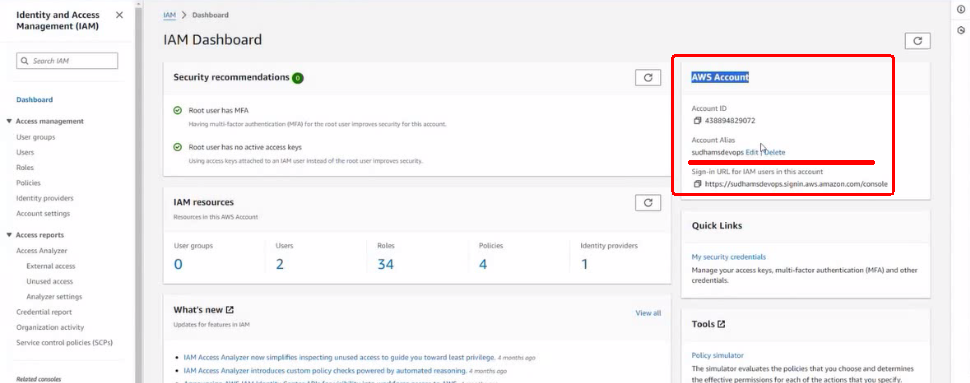 Identity and Access
Management (IAM)
Search IAM
Dashboard
Access management
User groups
Users
Roles
Policies
Identity providers
Account settings
Access reports
Access Analyzer
External access
Unused access
Analyzer settings
Credential report
Organization activity
Service control policies (SCPs)
Related consoles
IAM > Dashboard
IAM Dashboard
Security recommendations 0
Root user has MFA
Having multi-factor authentication (MFA) for the root user improves security for this account.
Root user has no active access keys
Using access keys attached to an IAM user instead of the root user improves security.
IAM resources
Resources in this AWS Account
User groups Users Roles Policies Identity providers
0 2 34 4 1
What's new
View all
Updates for features in IAM
IAM Access Analyzer now simplifies inspecting unused access to guide you toward least privilege. 4 months ago
IAM Access Analyzer introduces custom policy checks powered by automated reasoning. 4 months ago
AWS Account
Account ID
438894829072
Account Alias
sudhamsdevops Edit | Delete
Sign-in URL for IAM users in this account
https://sudhamsdevops.signin.aws.amazon.com/console
Quick Links
My security credentials
Manage your access keys, multi-factor authentication (MFA) and other
credentials.
Tools
Policy simulator
The simulator evaluates the policies that you choose and determines
the effective permissions for each of the actions that you specify.